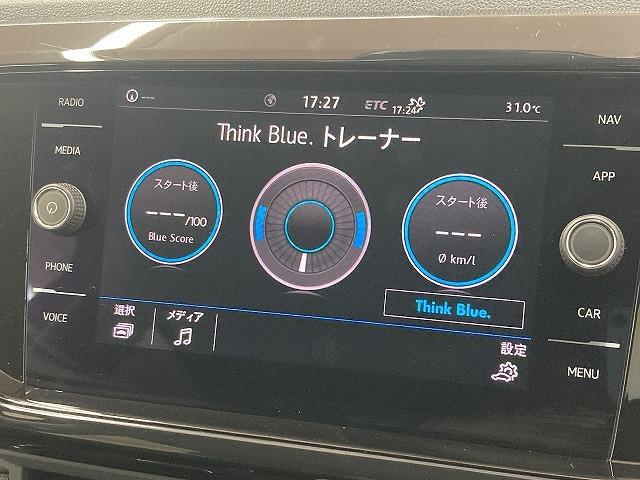 RADIO
MEDIA
PHONE
VOICE
---
17:27
ETC
17:24
31.0℃
Think Blue. トレーナー
スタート後
---/100
Blue Score
スタート後
---
Ø km/l
Think Blue.
選択
メディア
設定
NAV
APP
CAR
MENU